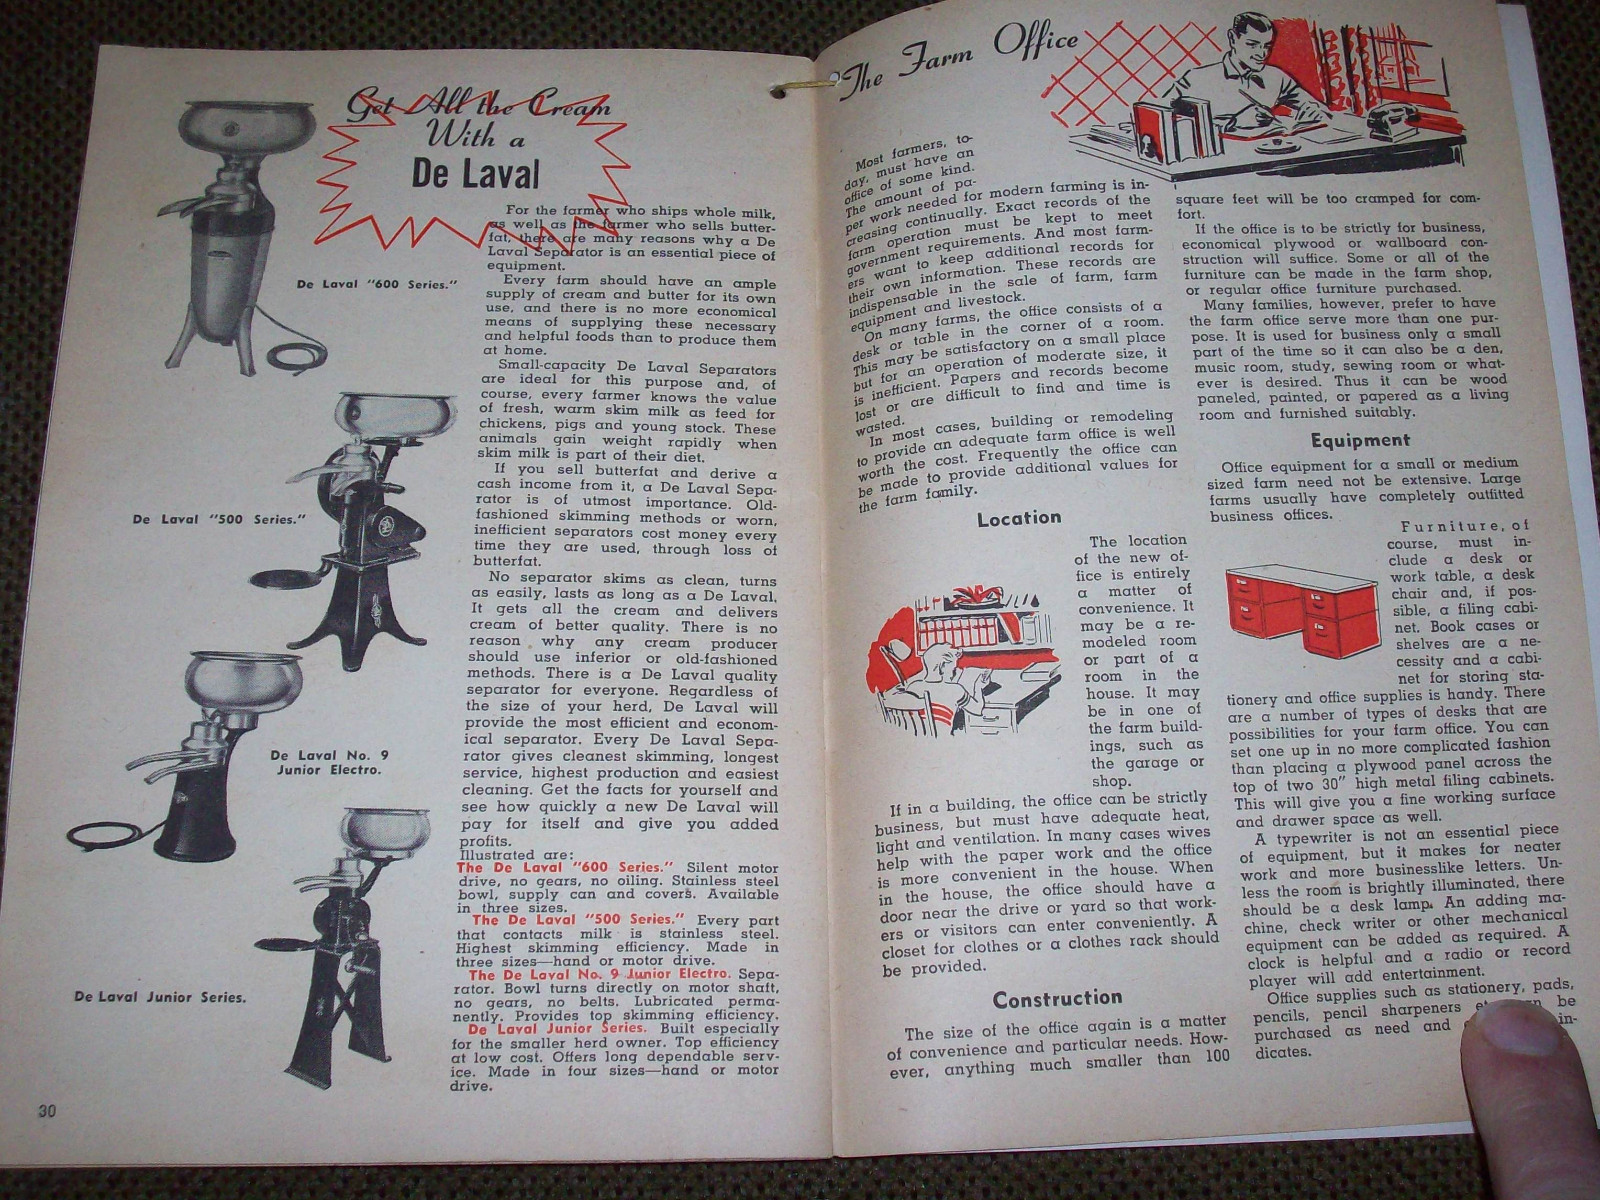 Get All the Cream
With a
De Laval
De Laval "600 Series."
De Laval "500 Series."
De Laval No. 9
Junior Electro.
De Laval Junior Series.
For the farmer who ships whole milk,
as well as the farmer who sells butter-
fat, there are many reasons why a De
Laval Separator is an essential piece of
equipment.
Every farm should have an ample
supply of cream and butter for its own
use, and there is no more economical
means of supplying these necessary
and helpful foods than to produce them
at home.
Small-capacity De Laval Separators
are ideal for this purpose and, of
course, every farmer knows the value
of fresh, warm skim milk as feed for
chickens, pigs and young stock. These
animals gain weight rapidly when
skim milk is part of their diet.
If you sell butterfat and derive a
cash income from it, a De Laval Sepa-
rator is of utmost importance. Old-
fashioned skimming methods or worn,
inefficient separators cost money every
time they are used, through loss of
butterfat.
No separator skims as clean, turns
as easily, lasts as long as a De Laval.
It gets all the cream and delivers
cream of better quality. There is no
reason why any cream producer
should use inferior or old-fashioned
methods. There is a De Laval quality
separator for everyone. Regardless of
the size of your herd, De Laval will
provide the most efficient and econom-
ical separator. Every De Laval Sepa-
rator gives cleanest skimming, longest
service, highest production and easiest
cleaning. Get the facts for yourself and
see how quickly a new De Laval will
pay for itself and give you added
profits.
Illustrated are:
The De Laval "600 Series." Silent motor
drive, no gears, no oiling. Stainless steel
bowl, supply can and covers. Available
in three sizes.
The De Laval "500 Series." Every part
that contacts milk is stainless steel.
Highest skimming efficiency. Made in
three sizes—hand or motor drive.
The De Laval No. 9 Junior Electro. Sepa-
rator. Bowl turns directly on motor shaft,
no gears, no belts. Lubricated perma-
nently. Provides top skimming efficiency.
De Laval Junior Series. Built especially
for the smaller herd owner. Top efficiency
at low cost. Offers long dependable serv-
ice. Made in four sizes—hand or motor
drive.
30
The Farm Office
Most farmers, to-
day, must have an
office of some kind.
The amount of pa-
per work needed for modern farming is in-
creasing continually. Exact records of the
farm operation must be kept to meet
government requirements. And most farm-
ers want to keep additional records for
their own information. These records are
indispensable in the sale of farm, farm
equipment and livestock.
On many farms, the office consists of a
desk or table in the corner of a room.
This may be satisfactory on a small place
but for an operation of moderate size, it
is inefficient. Papers and records become
lost or are difficult to find and time is
wasted.
In most cases, building or remodeling
to provide an adequate farm office is well
worth the cost. Frequently the office can
be made to provide additional values for
the farm family.
Location
The location
of the new of-
fice is entirely
a matter of
convenience. It
may be a re-
modeled room
or part of a
room in the
house. It may
be in one of
the farm build-
ings, such as
the garage or
shop.
If in a building, the office can be strictly
business, but must have adequate heat,
light and ventilation. In many cases wives
help with the paper work and the office
is more convenient in the house. When
in the house, the office should have a
door near the drive or yard so that work-
ers or visitors can enter conveniently. A
closet for clothes or a clothes rack should
be provided.
Construction
The size of the office again is a matter
of convenience and particular needs. How-
ever, anything much smaller than 100
square feet will be too cramped for com-
fort.
If the office is to be strictly for business,
economical plywood or wallboard con-
struction will suffice. Some or all of the
furniture can be made in the farm shop,
or regular office furniture purchased.
Many families, however, prefer to have
the farm office serve more than one pur-
pose. It is used for business only a small
part of the time so it can also be a den,
music room, study, sewing room or what-
ever is desired. Thus it can be wood
paneled, painted, or papered as a living
room and furnished suitably.
Equipment
Office equipment for a small or medium
sized farm need not be extensive. Large
farms usually have completely outfitted
business offices.
Furniture, of
course, must in-
clude a desk or
work table, a desk
chair and, if pos-
sible, a filing cabi-
net. Book cases or
shelves are a ne-
cessity and a cabi-
net for storing sta-
tionery and office supplies is handy. There
are a number of types of desks that are
possibilities for your farm office. You can
set one up in no more complicated fashion
than placing a plywood panel across the
top of two 30" high metal filing cabinets.
This will give you a fine working surface
and drawer space as well.
A typewriter is not an essential piece
of equipment, but it makes for neater
work and more businesslike letters. Un-
less the room is brightly illuminated, there
should be a desk lamp. An adding ma-
chine, check writer or other mechanical
equipment can be added as required. A
clock is helpful and a radio or record
player will add entertainment.
Office supplies such as stationery, pads,
pencils, pencil sharpeners be
purchased as need and in-
dicates.